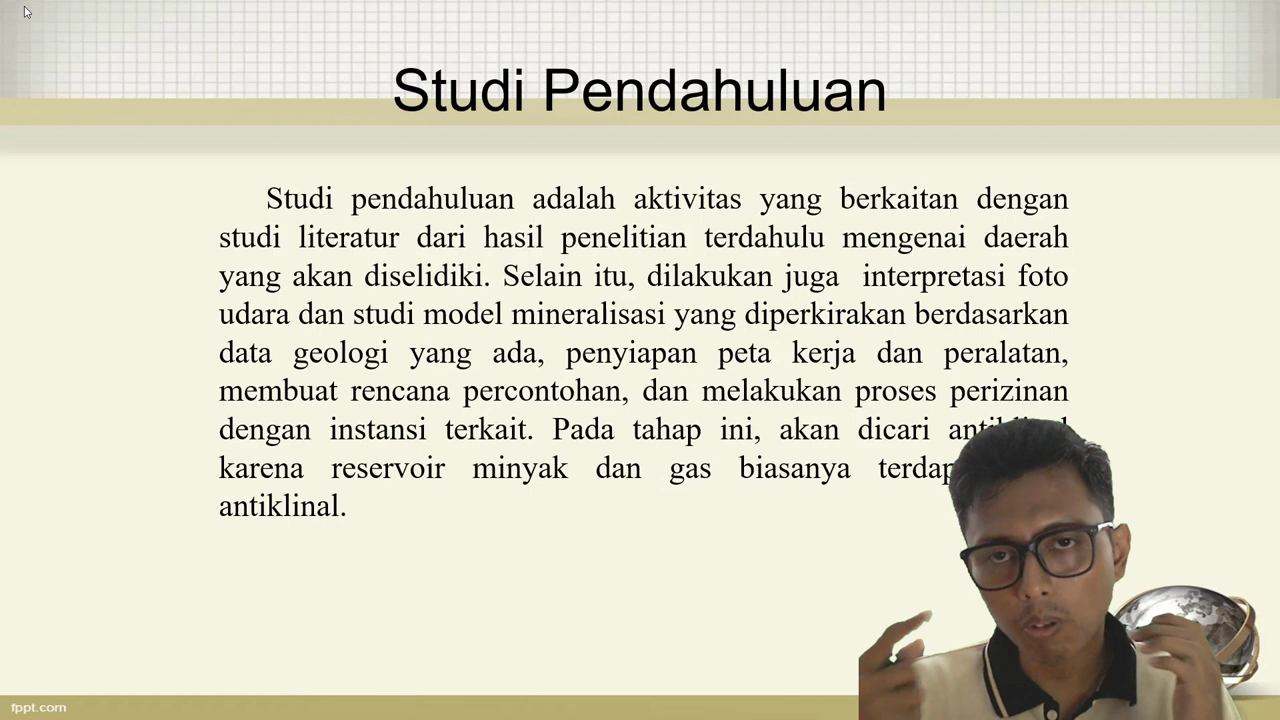 Studi Pendahuluan
Studi pendahuluan adalah aktivitas yang berkaitan dengan
studi literatur dari hasil penelitian terdahulu mengenai daerah
yang akan diselidiki. Selain itu, dilakukan juga interpretasi foto
udara dan studi model mineralisasi yang diperkirakan berdasarkan
data geologi yang ada, penyiapan peta kerja dan peralatan,
membuat rencana percontohan, dan melakukan proses perizinan
dengan instansi terkait. Pada tahap ini, akan dicari
karena reservoir minyak dan gas biasanya
antiklinal.
fppt.com